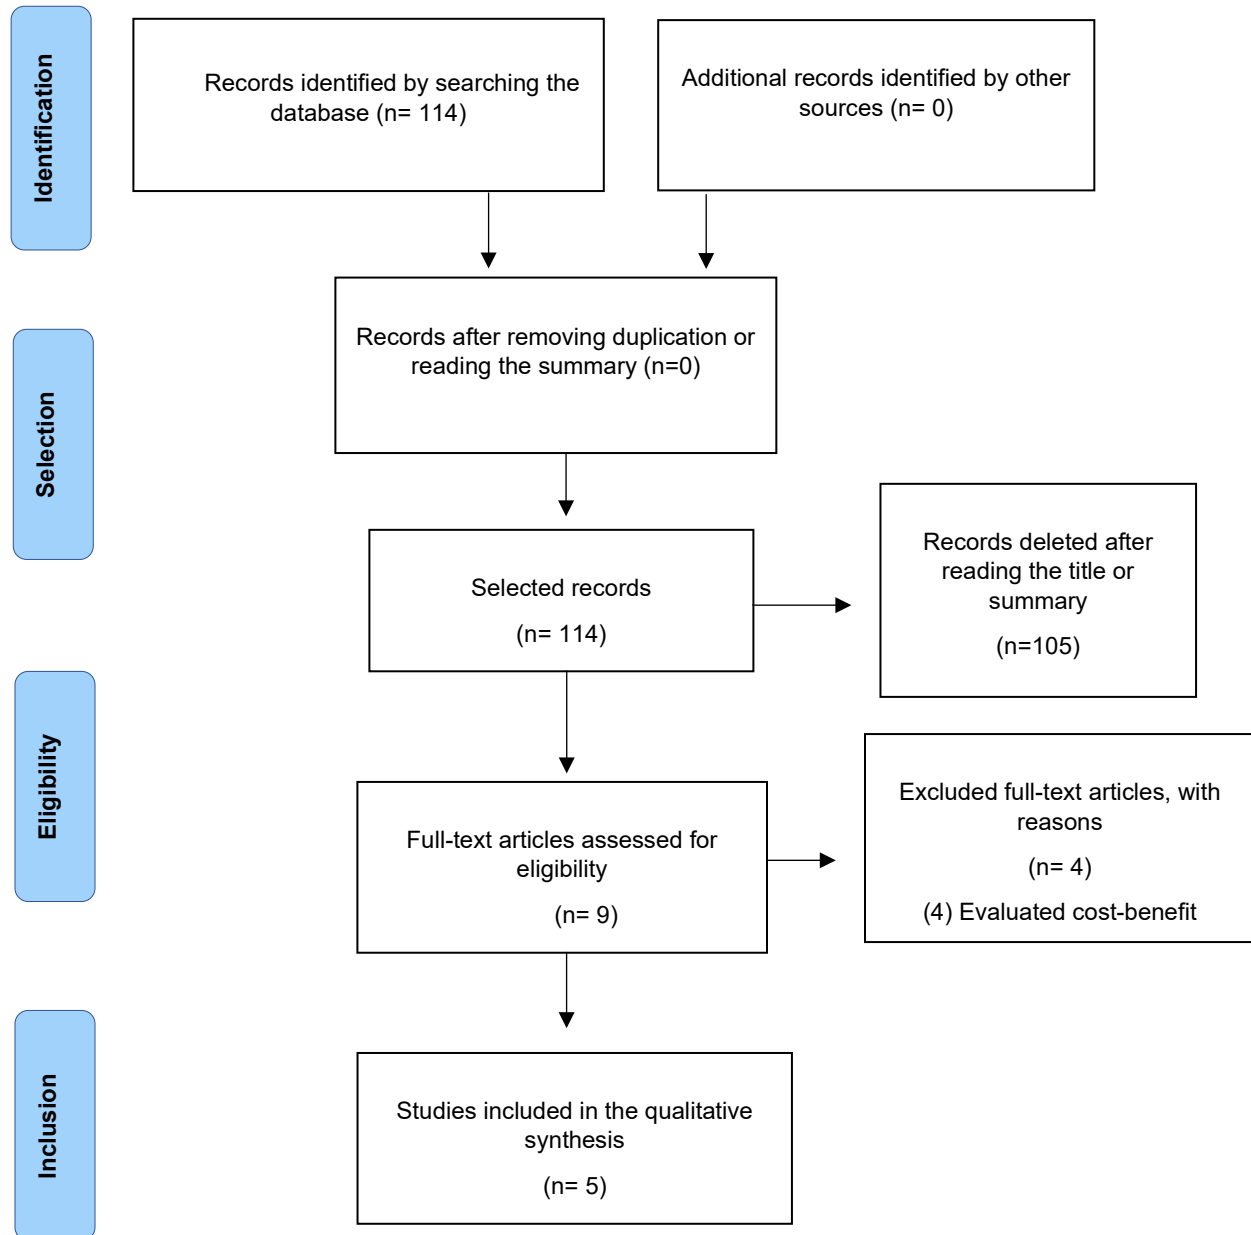 Identification
Records identified by searching the
database (n= 114)
Additional records identified by other
sources (n= 0)
Selection
Records after removing duplication or
reading the summary (n=0)
Selected records
(n= 114)
Records deleted after
reading the title or
summary
(n=105)
Eligibility
Full-text articles assessed for
eligibility
(n= 9)
Excluded full-text articles, with
reasons
(n= 4)
(4) Evaluated cost-benefit
Inclusion
Studies included in the qualitative
synthesis
(n= 5)